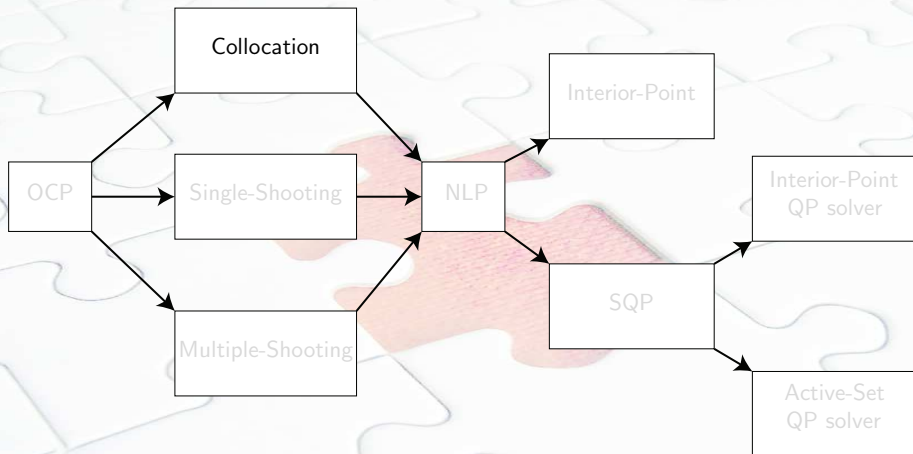 Collocation
Interior-Point
OCP
Single-Shooting
NLP
Interior-Point
QP solver
SQP
Multiple-Shooting
Active-Set
QP solver